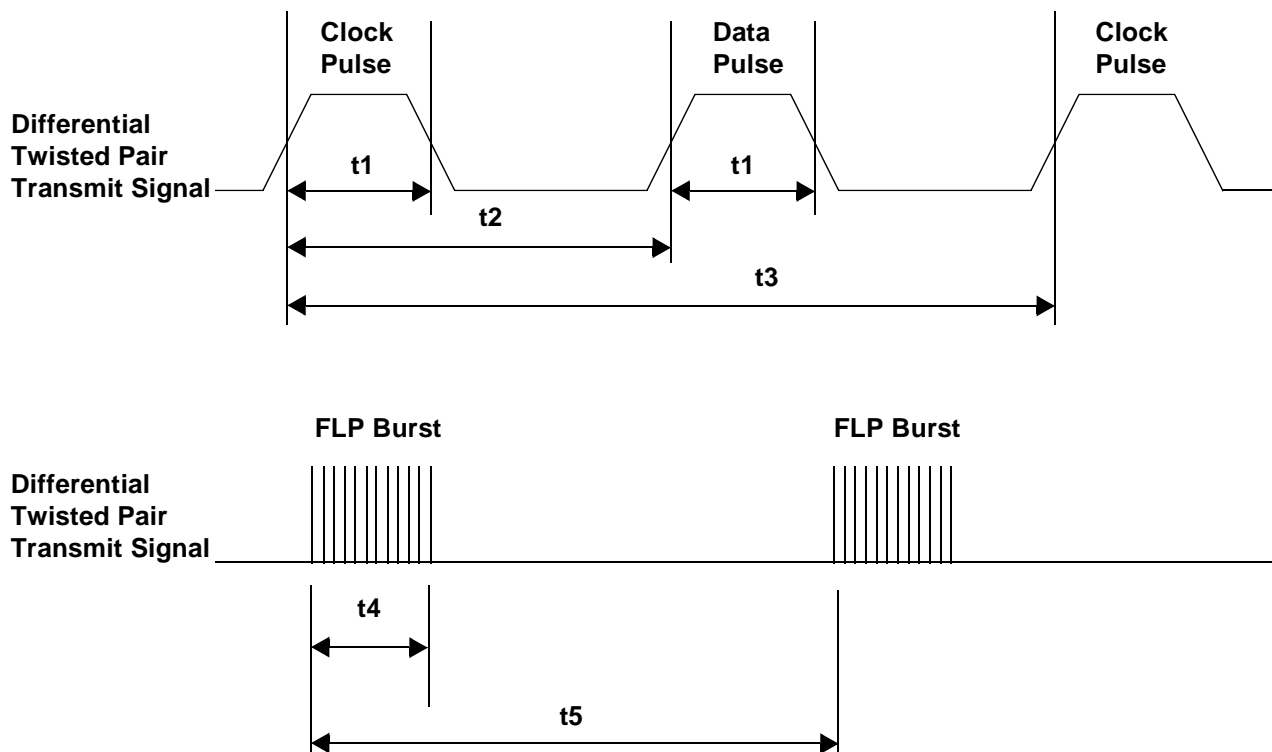 Clock
Pulse
Data
Pulse
Clock
Pulse
Differential
Twisted Pair
Transmit Signal
t1
t1
t2
t3
FLP Burst
FLP Burst
Differential
Twisted Pair
Transmit Signal
t4
t5